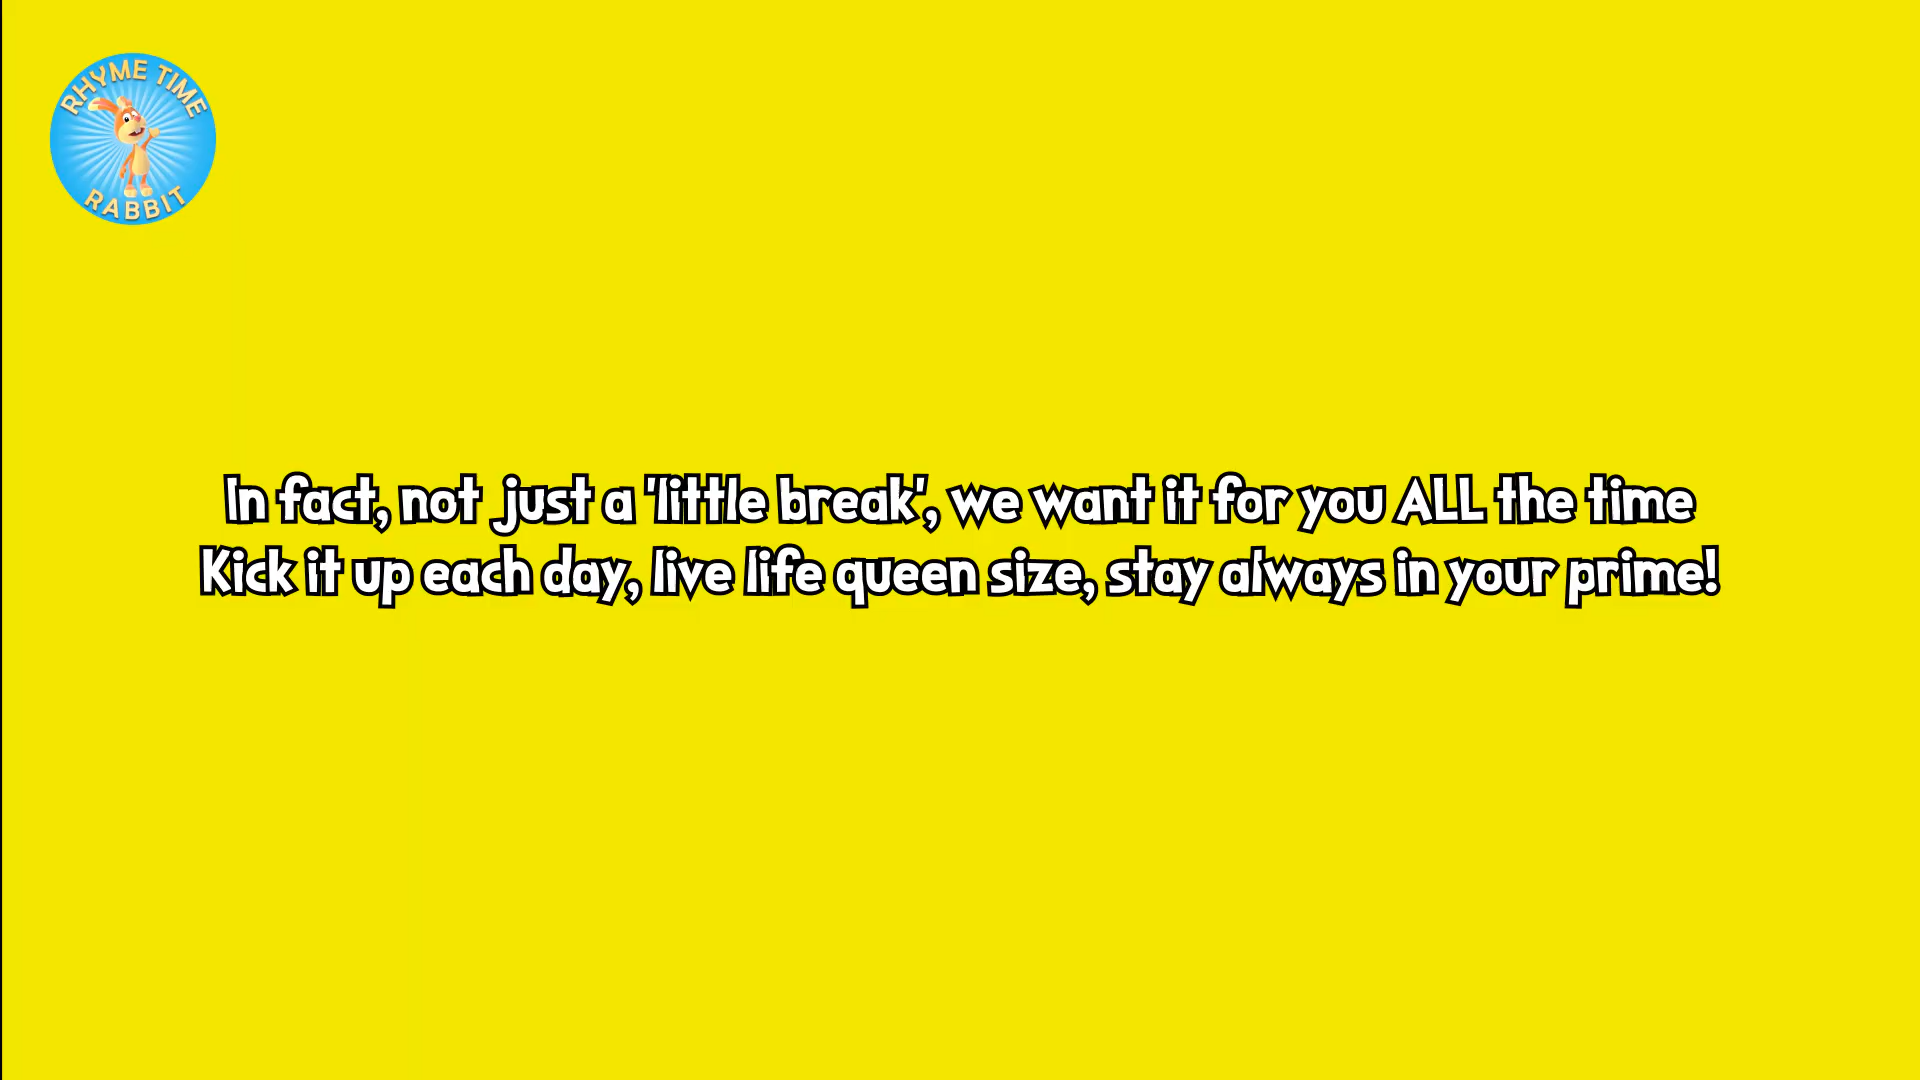 RHYME TIME
RABBIT
In fact, not just a 'little break', we want it for you ALL the time
Kick it up each day, live life queen size, stay always in your prime!